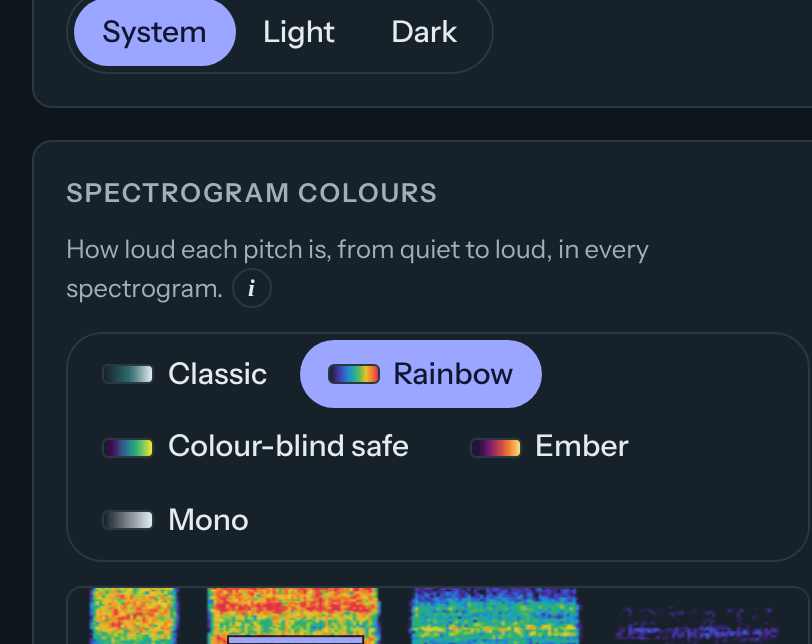 System Light Dark
SPECTROGRAM COLOURS
How loud each pitch is, from quiet to loud, in every
spectrogram. i
Classic Rainbow
Colour-blind safe Ember
Mono